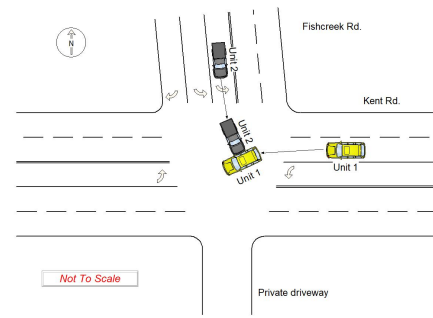 Fishcreek Rd.
N
Unit 2
Kent Rd.
Unit 2
Unit 1
Unit 1
Not To Scale
Private driveway